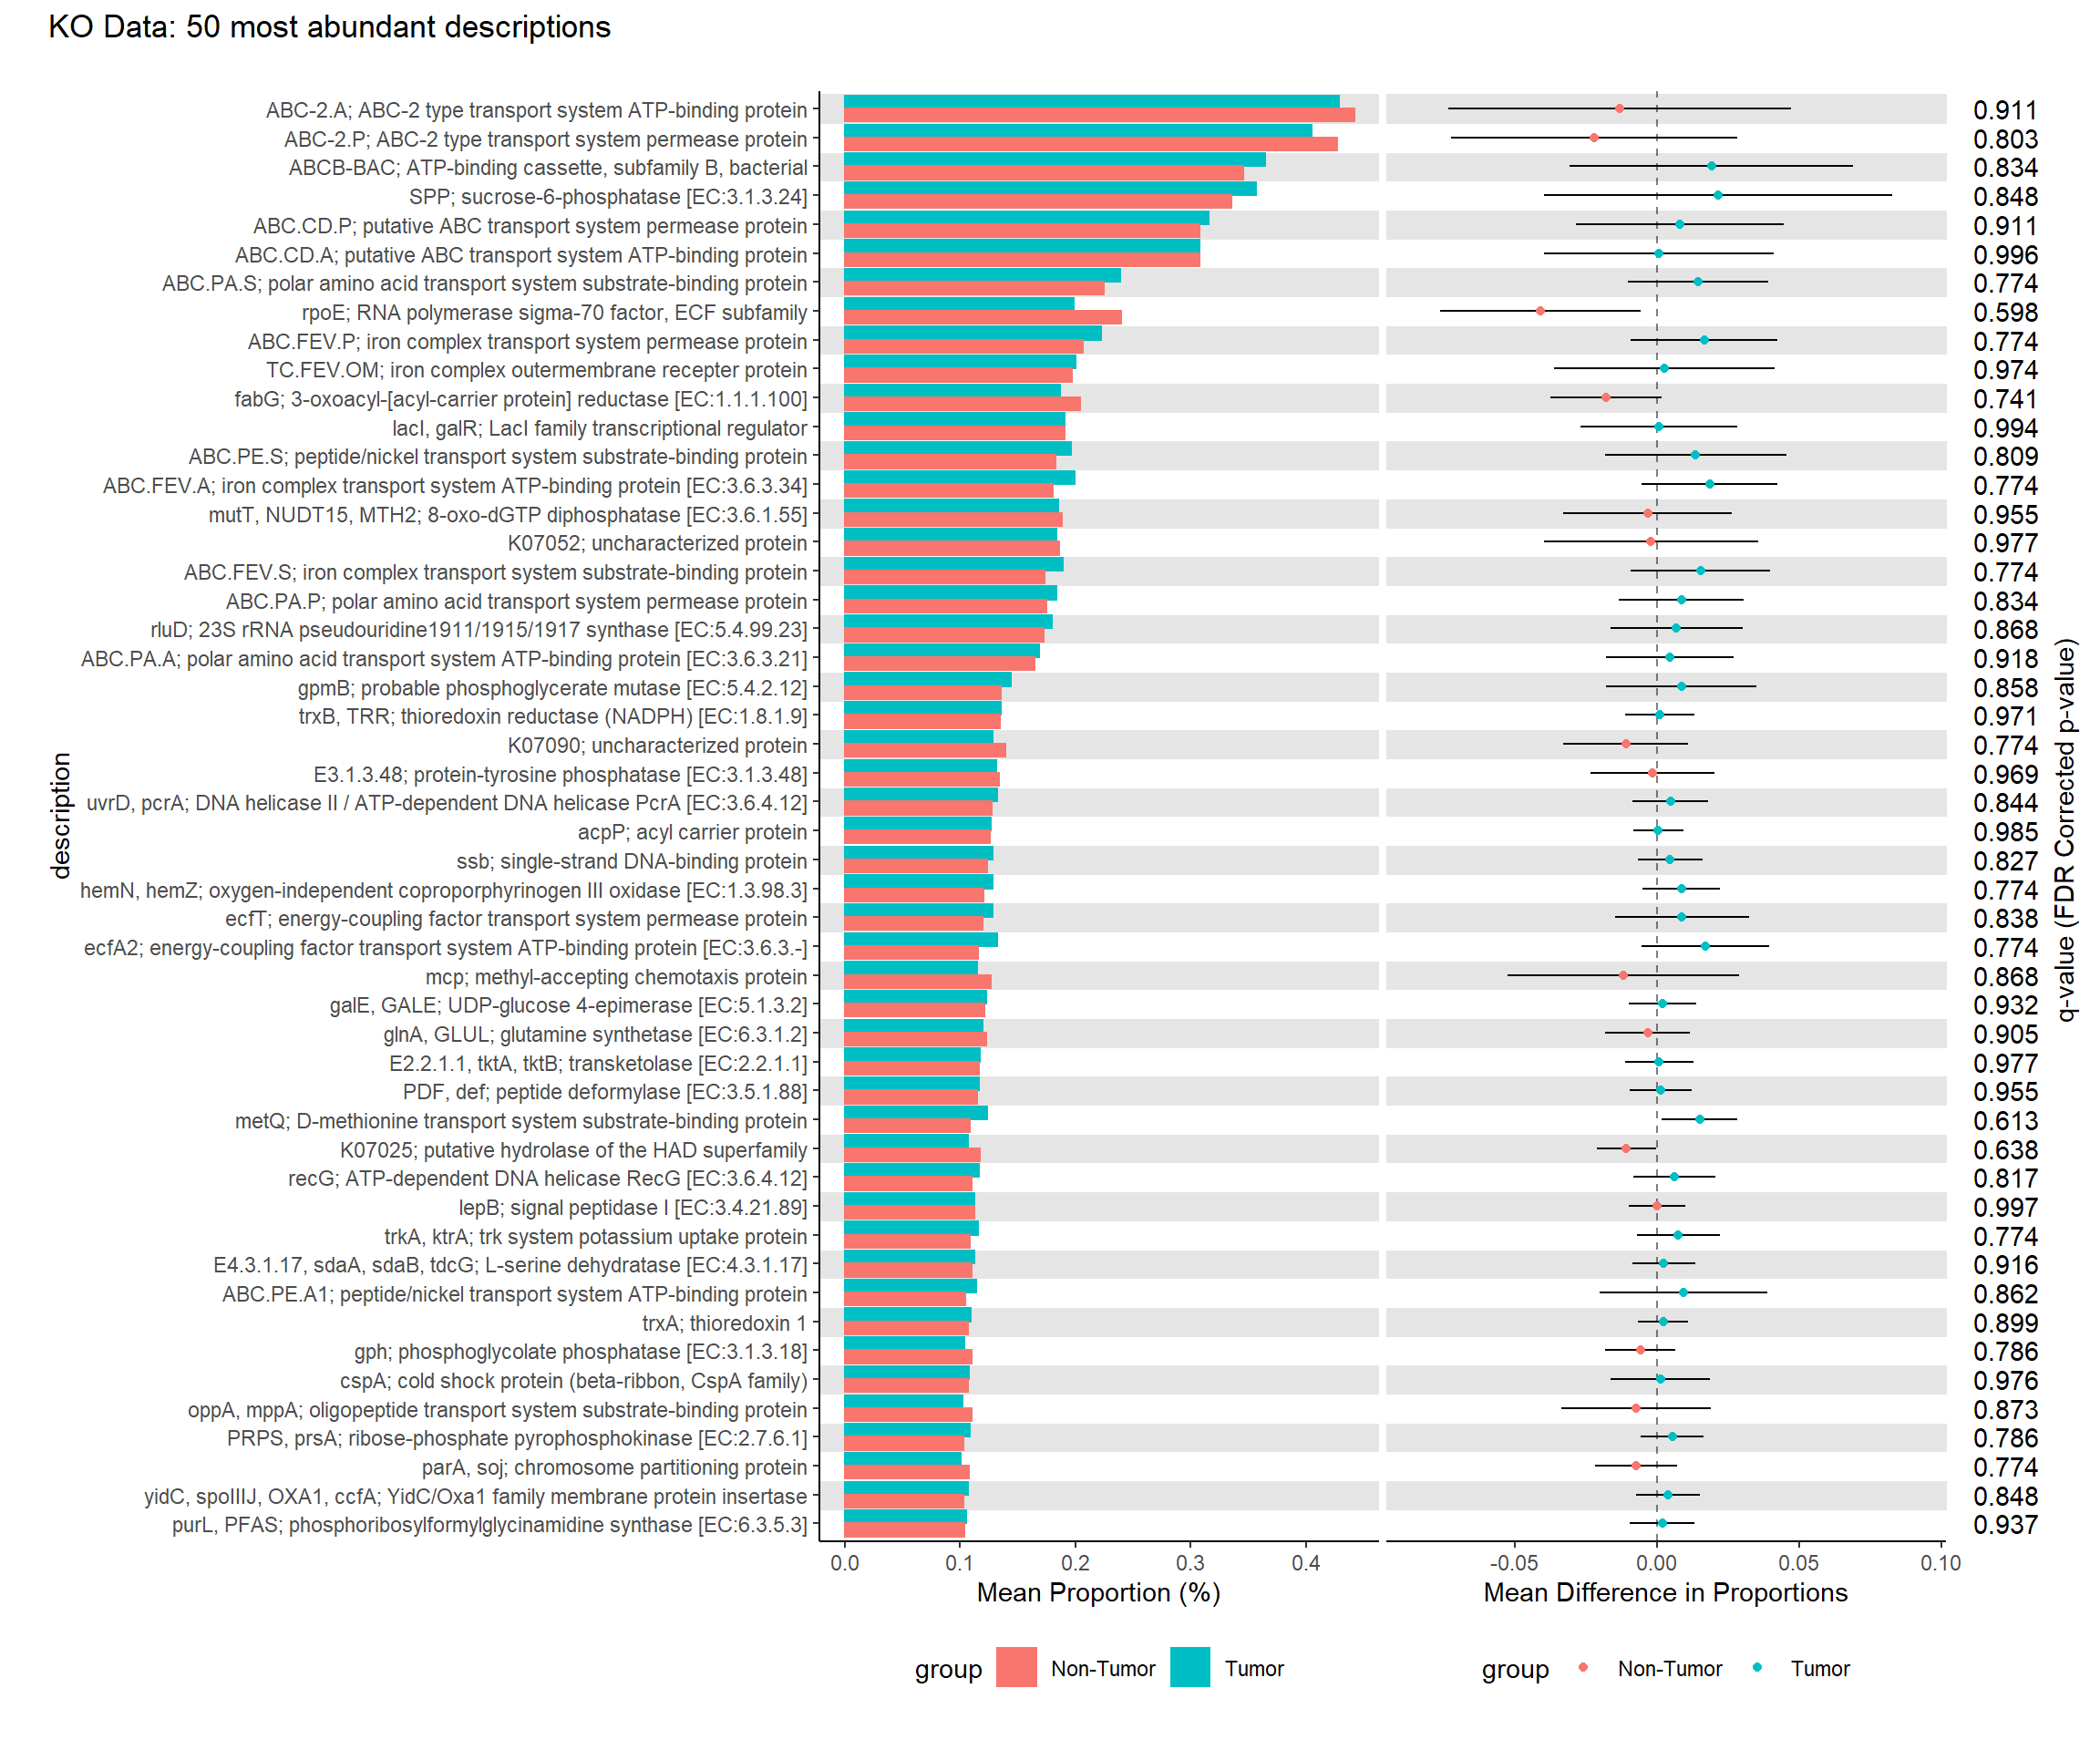 KO Data: 50 most abundant descriptions
ABC-2.A; ABC-2 type transport system ATP-binding protein 0.911
ABC-2.P; ABC-2 type transport system permease protein 0.803
ABCB-BAC; ATP-binding cassette, subfamily B, bacterial 0.834
SPP; sucrose-6-phosphatase [EC:3.1.3.24] 0.848
ABC.CD.P; putative ABC transport system permease protein 0.911
ABC.CD.A; putative ABC transport system ATP-binding protein 0.996
ABC.PA.S; polar amino acid transport system substrate-binding protein 0.774
rpoE; RNA polymerase sigma-70 factor, ECF subfamily 0.598
ABC.FEV.P; iron complex transport system permease protein 0.774
TC.FEV.OM; iron complex outermembrane recepter protein 0.974
fabG; 3-oxoacyl-[acyl-carrier protein] reductase [EC:1.1.1.100] 0.741
lacI, galR; LacI family transcriptional regulator 0.994
ABC.PE.S; peptide/nickel transport system substrate-binding protein 0.809
ABC.FEV.A; iron complex transport system ATP-binding protein [EC:3.6.3.34] 0.774
mutT, NUDT15, MTH2; 8-oxo-dGTP diphosphatase [EC:3.6.1.55] 0.955
K07052; uncharacterized protein 0.977
ABC.FEV.S; iron complex transport system substrate-binding protein 0.774
ABC.PA.P; polar amino acid transport system permease protein 0.834
rluD; 23S rRNA pseudouridine1911/1915/1917 synthase [EC:5.4.99.23] 0.868
ABC.PA.A; polar amino acid transport system ATP-binding protein [EC:3.6.3.21] 0.918
gpmB; probable phosphoglycerate mutase [EC:5.4.2.12] 0.858
trxB, TRR; thioredoxin reductase (NADPH) [EC:1.8.1.9] 0.971
K07090; uncharacterized protein 0.774
E3.1.3.48; protein-tyrosine phosphatase [EC:3.1.3.48] 0.969
uvrD, pcrA; DNA helicase II / ATP-dependent DNA helicase PcrA [EC:3.6.4.12] 0.844
acpP; acyl carrier protein 0.985
ssb; single-strand DNA-binding protein 0.827
hemN, hemZ; oxygen-independent coproporphyrinogen III oxidase [EC:1.3.98.3] 0.774
ecfT; energy-coupling factor transport system permease protein 0.838
ecfA2; energy-coupling factor transport system ATP-binding protein [EC:3.6.3.-] 0.774
mcp; methyl-accepting chemotaxis protein 0.868
galE, GALE; UDP-glucose 4-epimerase [EC:5.1.3.2] 0.932
glnA, GLUL; glutamine synthetase [EC:6.3.1.2] 0.905
E2.2.1.1, tktA, tktB; transketolase [EC:2.2.1.1] 0.977
PDF, def; peptide deformylase [EC:3.5.1.88] 0.955
metQ; D-methionine transport system substrate-binding protein 0.613
K07025; putative hydrolase of the HAD superfamily 0.638
recG; ATP-dependent DNA helicase RecG [EC:3.6.4.12] 0.817
lepB; signal peptidase I [EC:3.4.21.89] 0.997
trkA, ktrA; trk system potassium uptake protein 0.774
E4.3.1.17, sdaA, sdaB, tdcG; L-serine dehydratase [EC:4.3.1.17] 0.916
ABC.PE.A1; peptide/nickel transport system ATP-binding protein 0.862
trxA; thioredoxin 1 0.899
gph; phosphoglycolate phosphatase [EC:3.1.3.18] 0.786
cspA; cold shock protein (beta-ribbon, CspA family) 0.976
oppA, mppA; oligopeptide transport system substrate-binding protein 0.873
PRPS, prsA; ribose-phosphate pyrophosphokinase [EC:2.7.6.1] 0.786
parA, soj; chromosome partitioning protein 0.774
yidC, spoIIIJ, OXA1, ccfA; YidC/Oxa1 family membrane protein insertase 0.848
purL, PFAS; phosphoribosylformylglycinamidine synthase [EC:6.3.5.3] 0.937
description
q-value (FDR Corrected p-value)
0.0 0.1 0.2 0.3 0.4 -0.05 0.00 0.05 0.10
Mean Proportion (%) Mean Difference in Proportions
group Non-Tumor Tumor group Non-Tumor Tumor